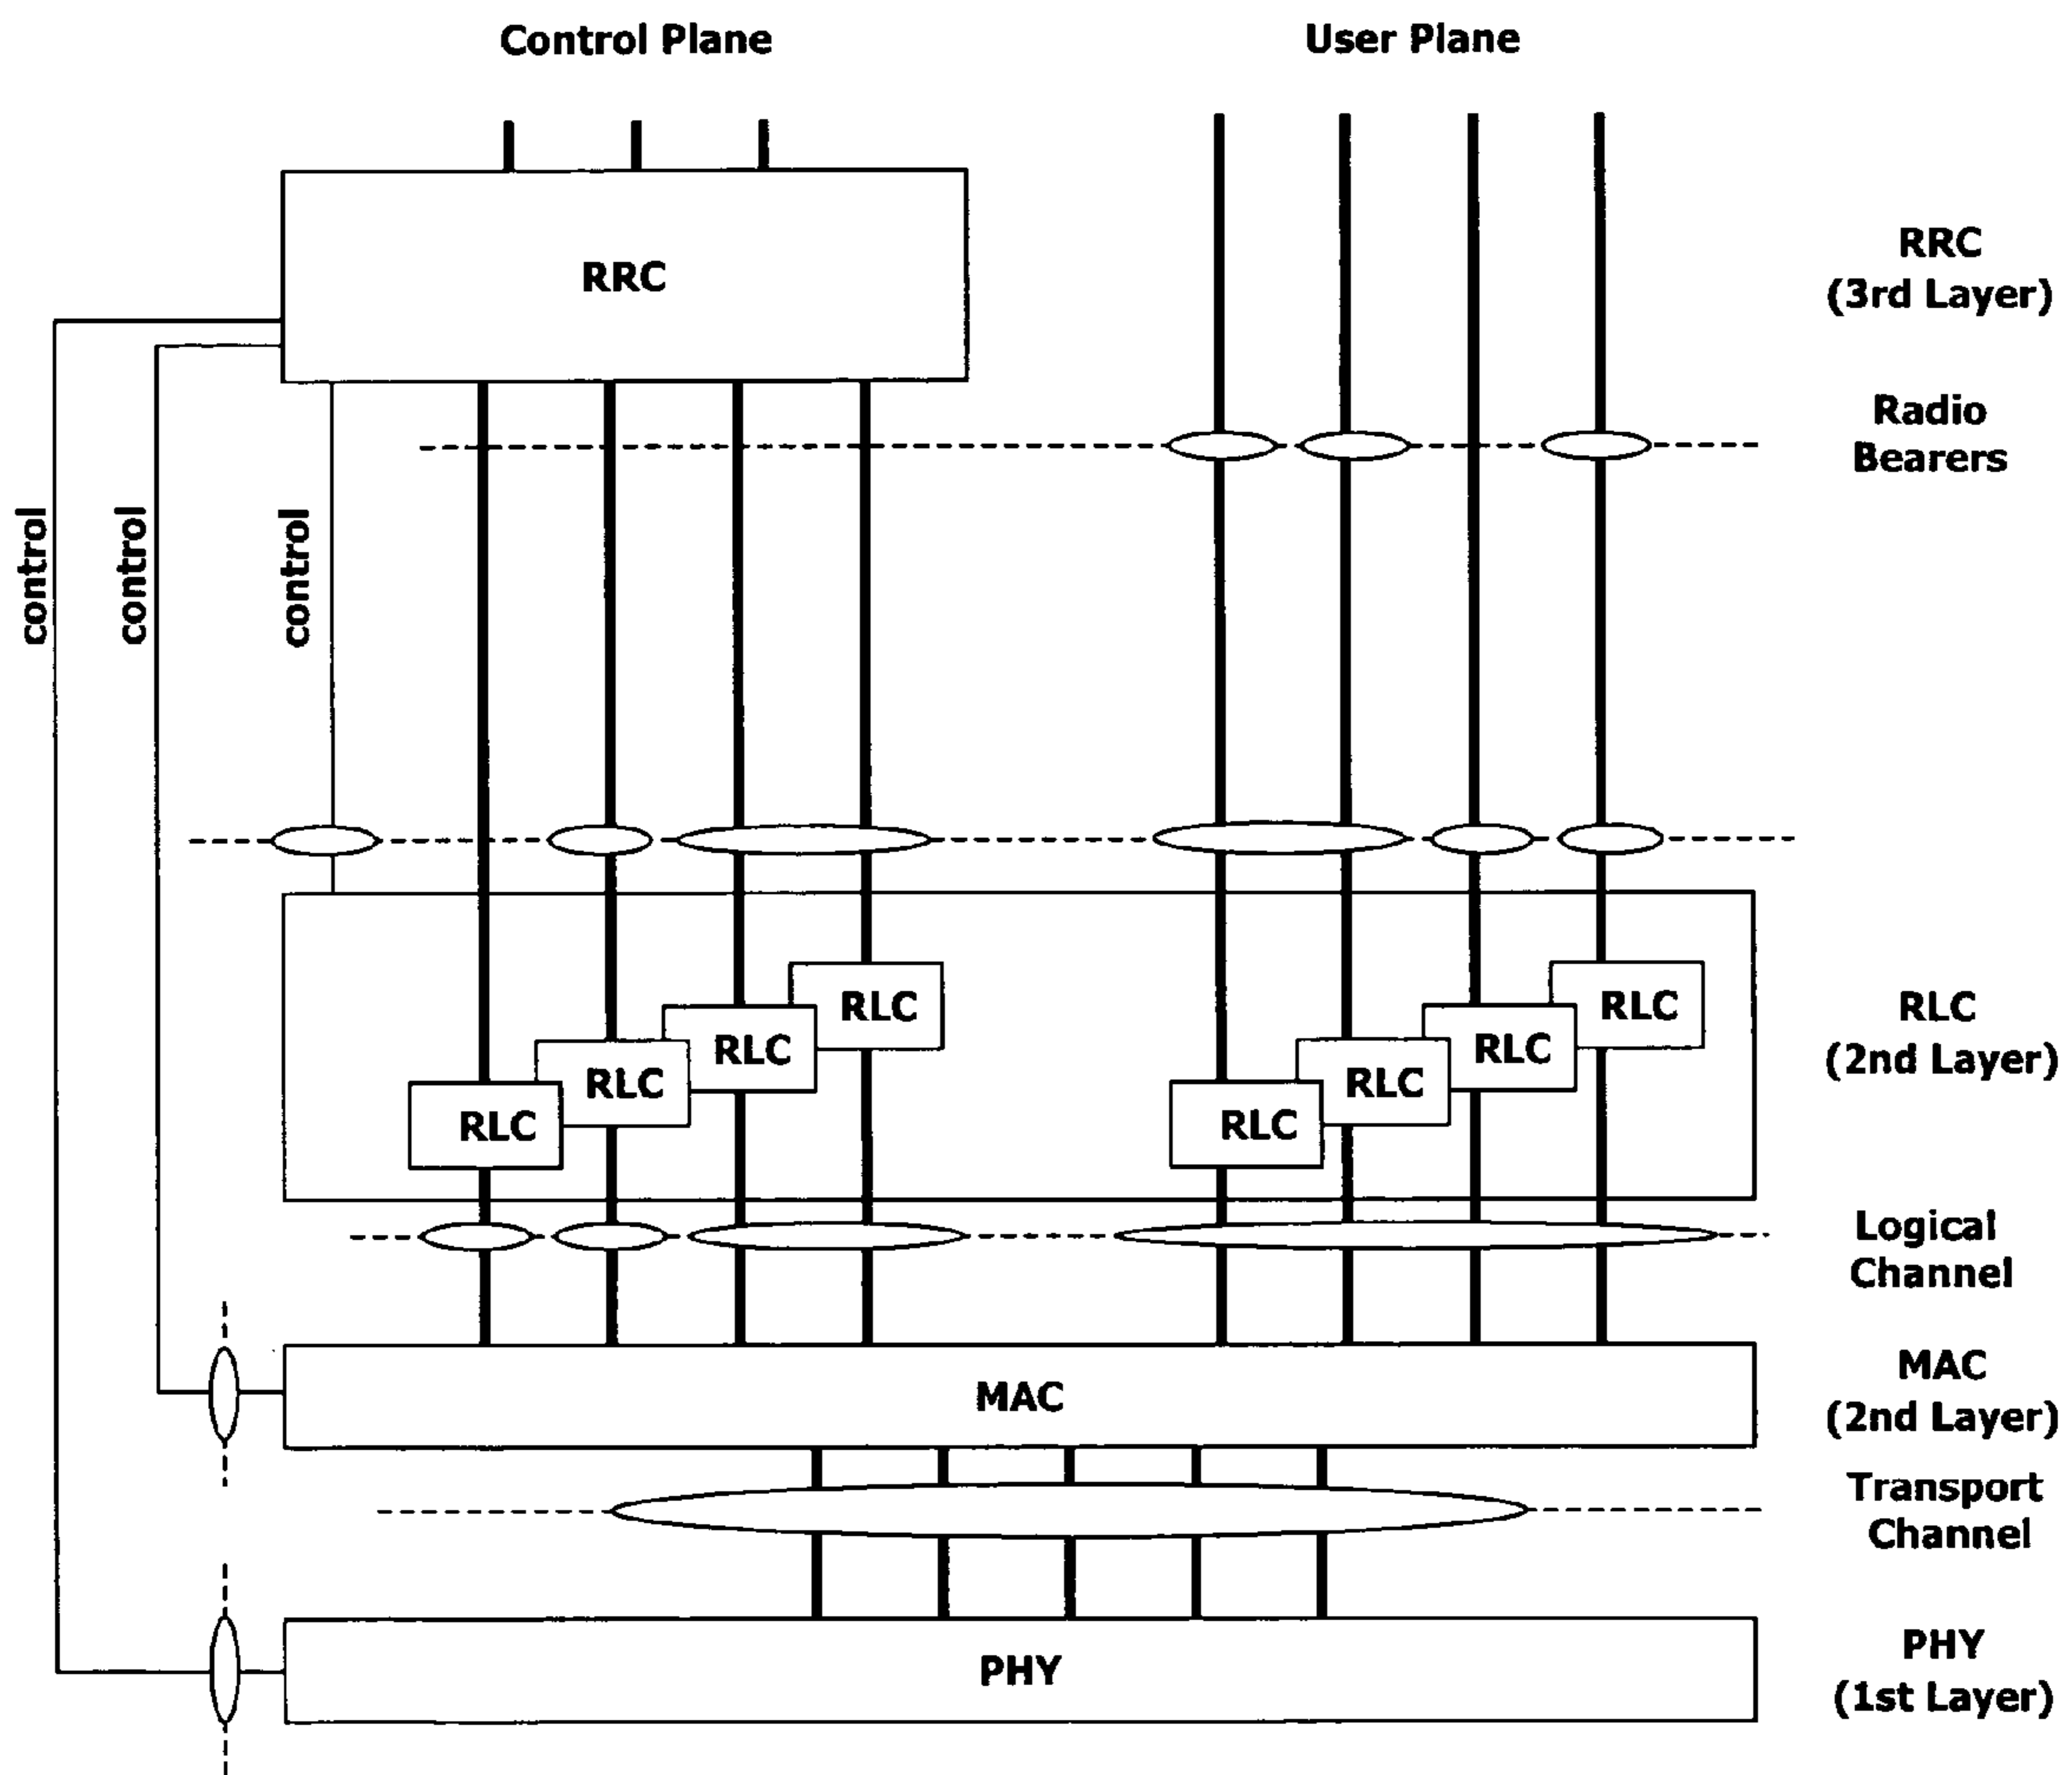 Control Plane
User Plane
RRC
RRC
(3rd Layer)
Radio
Bearers
control
control
control
RLC
RLC
RLC
RLC
RLC
RLC
RLC
RLC
RLC
(2nd Layer)
Logical
Channel
MAC
MAC
(2nd Layer)
Transport
Channel
PHY
PHY
(1st Layer)